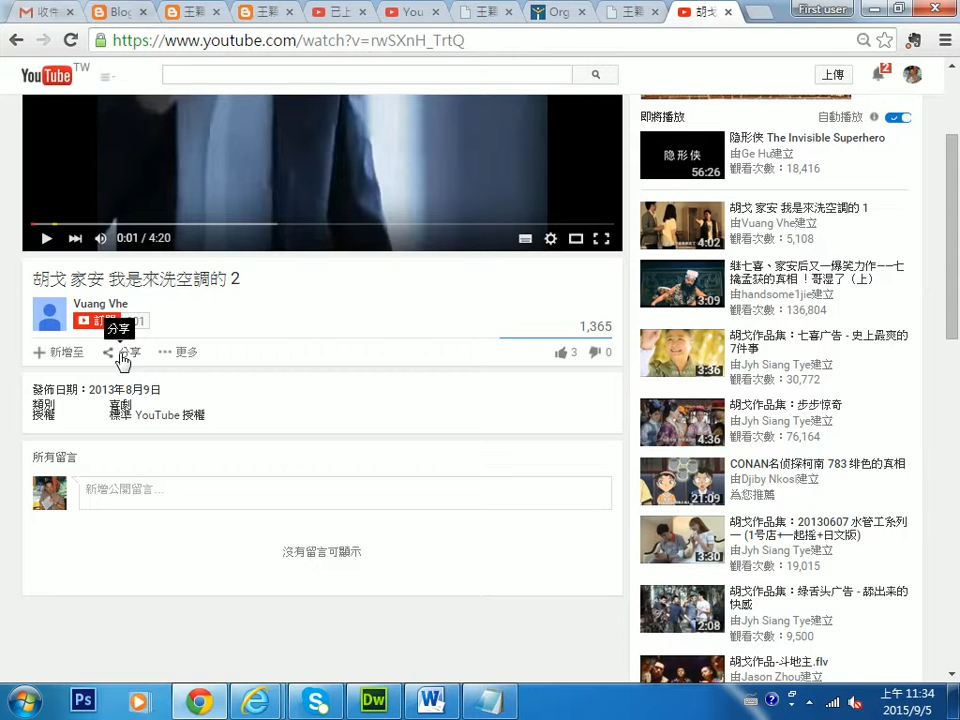 收件
Blog
王穎
王穎
已上
You
王穎
Org
王穎
胡戈
First user
https://www.youtube.com/watch?v=rwSXnH_TrtQ
YouTube TW
上傳
2
0:01 / 4:20
胡戈 家安 我是來洗空調的 2
Vuang Vhe
分享
1,365
新增至
分享
更多
3
0
發佈日期：2013年8月9日
類別 喜劇
授權 標準 YouTube 授權
所有留言
新增公開留言…
沒有留言可顯示
即將播放
自動播放
隐形侠
56:26
隐形侠 The Invisible Superhero
由Ge Hu建立
觀看次數：18,416
4:02
胡戈 家安 我是來洗空調的 1
由Vuang Vhe建立
觀看次數：5,108
3:09
继七喜、家安后又一爆笑力作——七
擒孟获的真相！哥湿了（上）
由handsome1jie建立
觀看次數：136,804
3:36
胡戈作品集：七喜广告 - 史上最爽的
7件事
由Jyh Siang Tye建立
觀看次數：30,772
4:36
胡戈作品集：步步惊奇
由Jyh Siang Tye建立
觀看次數：76,164
21:09
CONAN名侦探柯南 783 绯色的真相
由Djiby Nkosi建立
為您推薦
3:30
胡戈作品集：20130607 水管工系列
一 (1号店+一起摇+日文版)
由Jyh Siang Tye建立
觀看次數：19,015
2:08
胡戈作品集：绿舌头广告 - 舔出来的
快感
由Jyh Siang Tye建立
觀看次數：9,500
胡戈作品-斗地主.flv
由Jason Zhou建立
Ps
Dw
上午 11:34
2015/9/5